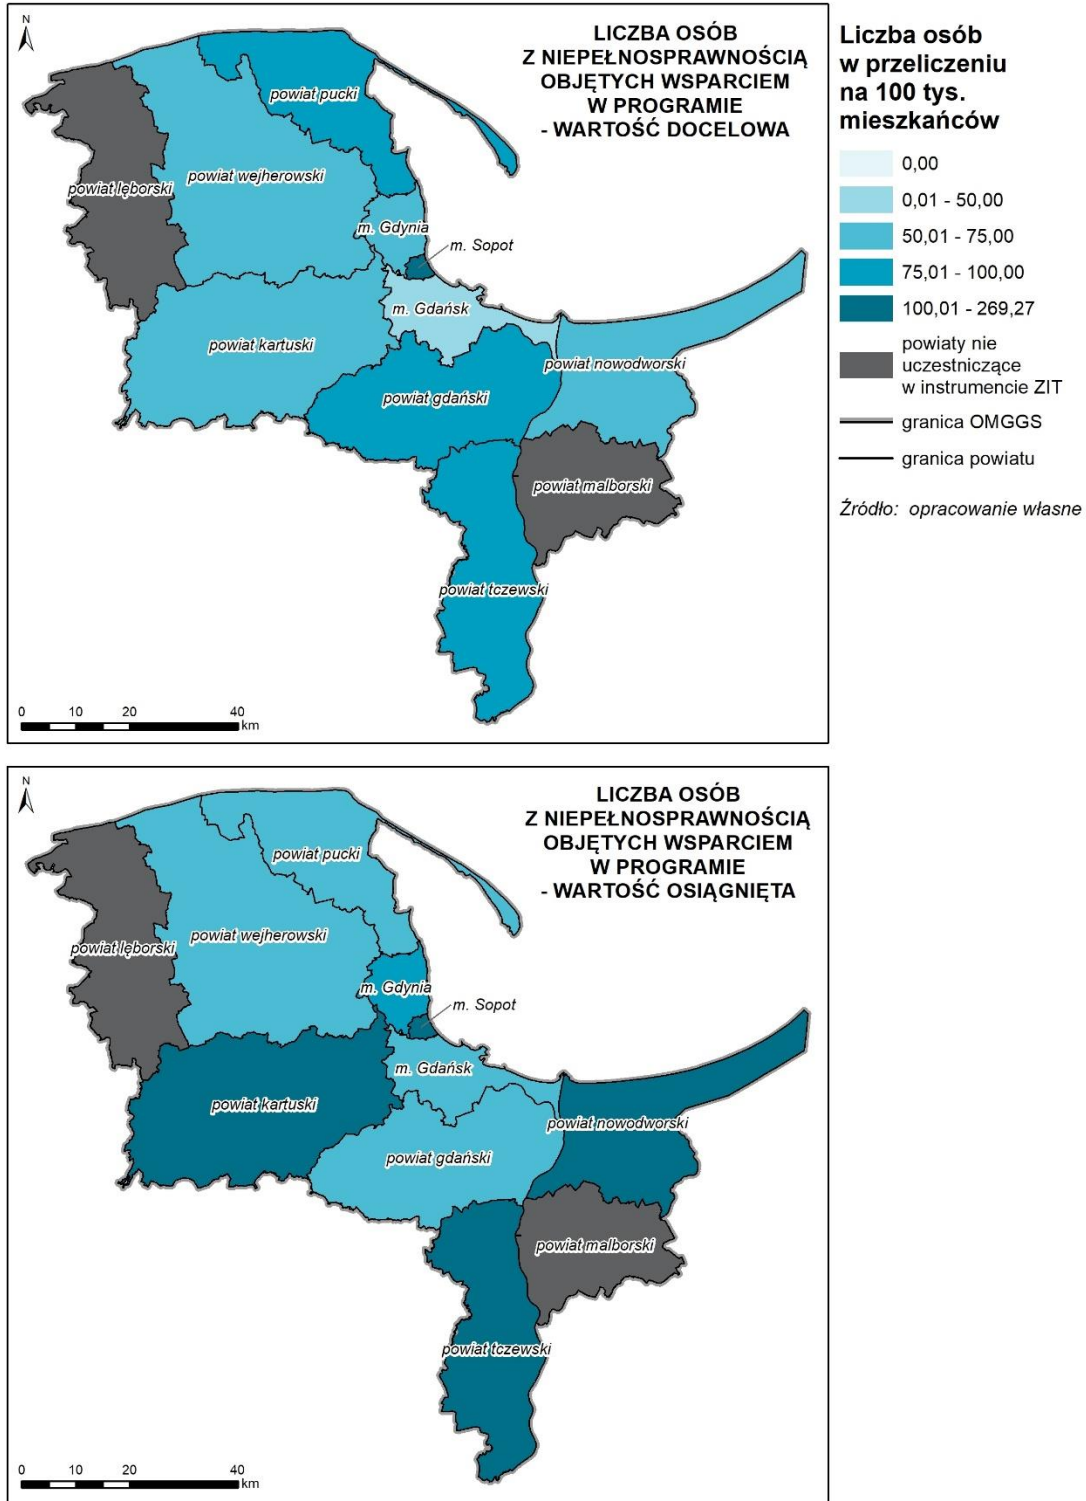 N
LICZBA OSÓB
Z NIEPEŁNOSPRAWNOŚCIĄ
OBJĘTYCH WSPARCIEM
W PROGRAMIE
- WARTOŚĆ DOCELOWA
powiat pucki
powiat wejherowski
powiat lęborski
m. Gdynia
m. Sopot
m. Gdańsk
powiat kartuski
powiat nowodworski
powiat gdański
powiat malborski
powiat tczewski
0 10 20 40
km
Liczba osób
w przeliczeniu
na 100 tys.
mieszkańców
0,00
0,01 - 50,00
50,01 - 75,00
75,01 - 100,00
100,01 - 269,27
powiaty nie
uczestniczące
w instrumencie ZIT
granica OMGGS
granica powiatu
Źródło: opracowanie własne
N
LICZBA OSÓB
Z NIEPEŁNOSPRAWNOŚCIĄ
OBJĘTYCH WSPARCIEM
W PROGRAMIE
- WARTOŚĆ OSIĄGNIĘTA
powiat pucki
powiat wejherowski
powiat lęborski
m. Gdynia
m. Sopot
m. Gdańsk
powiat kartuski
powiat nowodworski
powiat gdański
powiat malborski
powiat tczewski
0 10 20 40
km